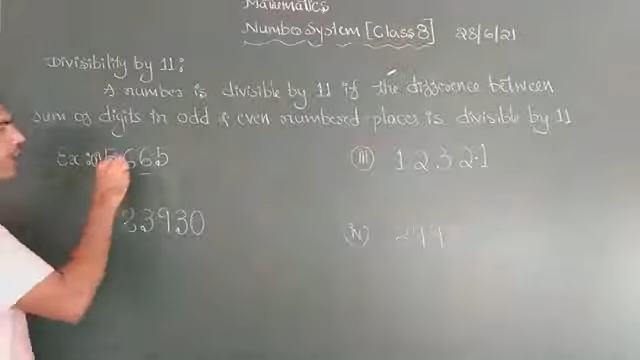 Mathematics
Number System [Class 8] 28/6/21
Divisibility by 11:
A number is divisible by 11 if the difference between
sum of digits in odd & even numbered places is divisible by 11
Ex: 5665
(iii) 12321
23930
(iv)